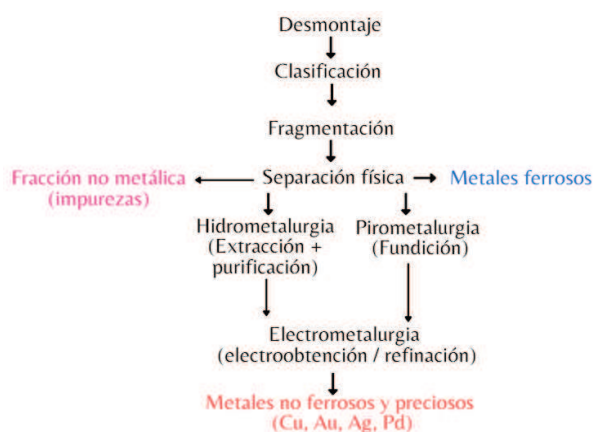 Desmontaje
Clasificación
Fragmentación
Fracción no metálica
(impurezas)
Separación física
Metales ferrosos
Hidrometalurgia
(Extracción +
purificación)
Pirometalurgia
(Fundición)
Electrometalurgia
(electroobtención / refinación)
Metales no ferrosos y preciosos
(Cu, Au, Ag, Pd)